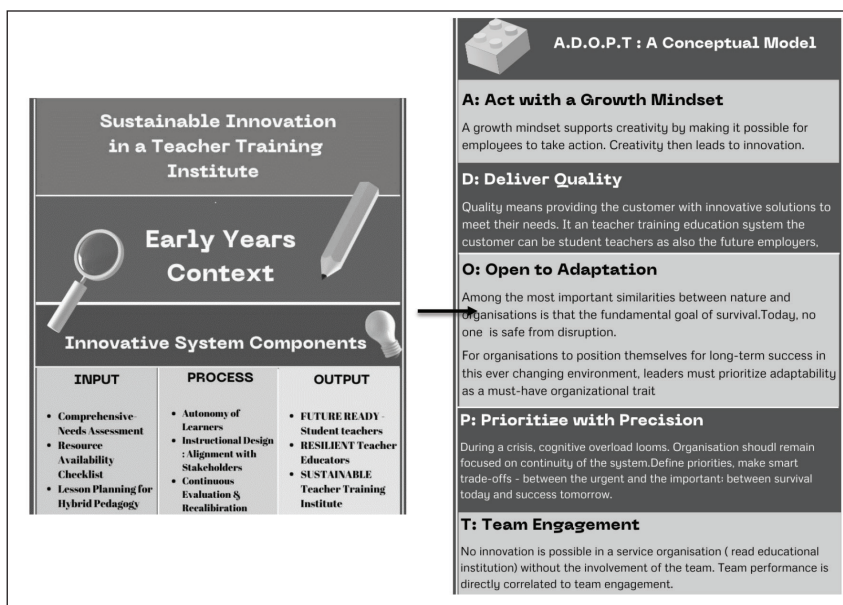 Sustainable Innovation
in a Teacher Training
Institute
Early Years
Context
Innovative System Components
INPUT
• Comprehensive-
Needs Assessment
• Resource
Availability
Checklist
• Lesson Planning for
Hybrid Pedagogy
PROCESS
• Autonomy of
Learners
• Instructional Design
: Alignment with
Stakeholders
• Continuous
Evaluation &
Recalibiration
OUTPUT
• FUTURE READY -
Student teachers
• RESILIENT Teacher
Educators
• SUSTAINABLE
Teacher Training
Institute
A.D.O.P.T : A Conceptual Model
A: Act with a Growth Mindset
A growth mindset supports creativity by making it possible for
employees to take action. Creativity then leads to innovation.
D: Deliver Quality
Quality means providing the customer with innovative solutions to
meet their needs. It an teacher training education system the
customer can be student teachers as also the future employers,
O: Open to Adaptation
Among the most important similarities between nature and
organisations is that the fundamental goal of survival.Today, no
one is safe from disruption.
For organisations to position themselves for long-term success in
this ever changing environment, leaders must prioritize adaptability
as a must-have organizational trait
P: Prioritize with Precision
During a crisis, cognitive overload looms. Organisation shoudl remain
focused on continuity of the system.Define priorities, make smart
trade-offs - between the urgent and the important: between survival
today and success tomorrow.
T: Team Engagement
No innovation is possible in a service organisation ( read educational
institution) without the involvement of the team. Team performance is
directly correlated to team engagement.